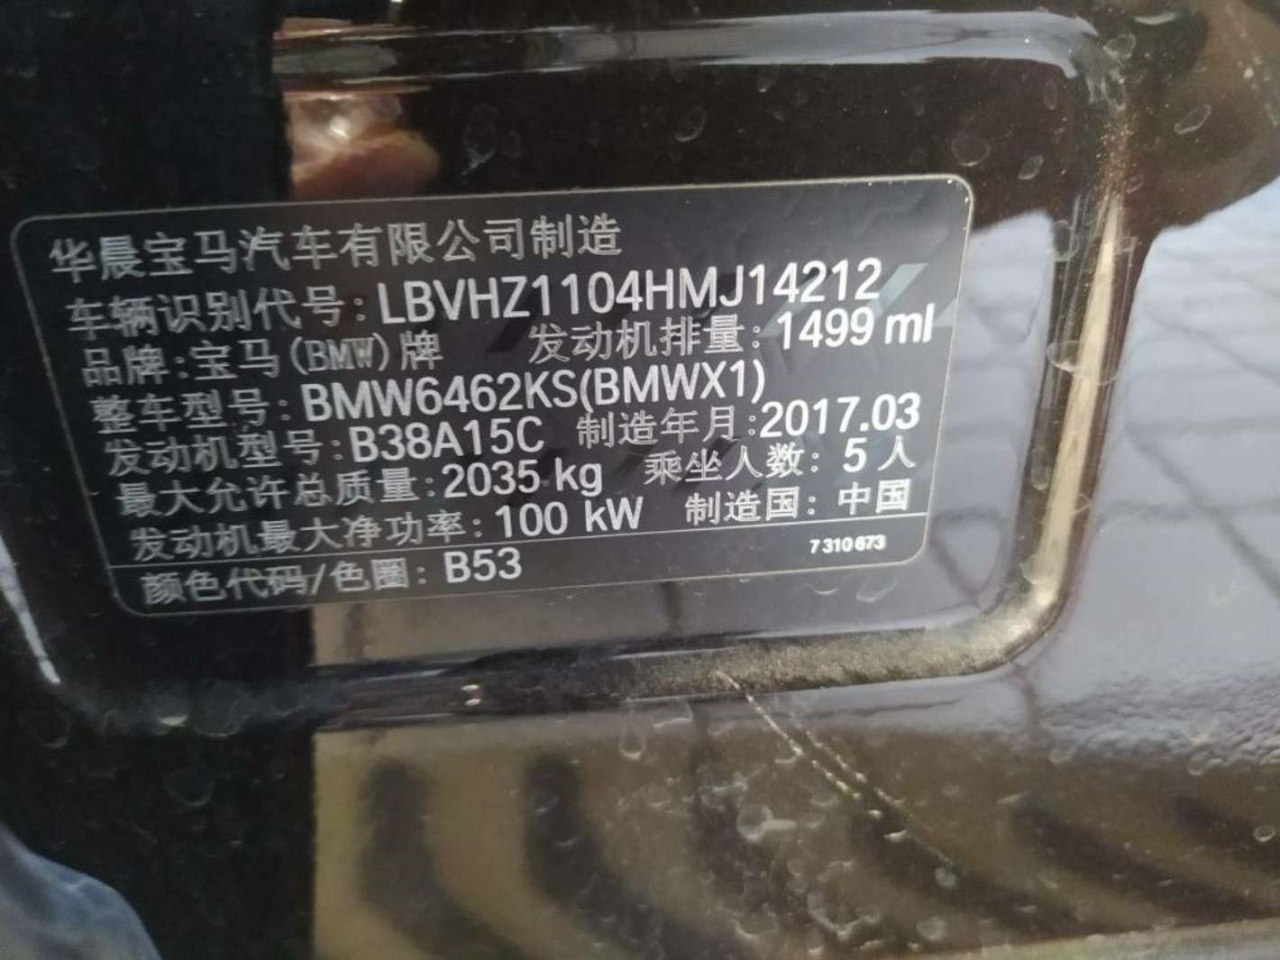 华晨宝马汽车有限公司制造
车辆识别代号:LBVHZ1104HMJ14212
品牌:宝马(BMW)牌 发动机排量:1499 ml
整车型号:BMW6462KS(BMWX1)
发动机型号:B38A15C 制造年月:2017.03
最大允许总质量:2035 kg 乘坐人数:5人
发动机最大净功率:100 kW 制造国:中国
颜色代码/色圈:B53 7310673